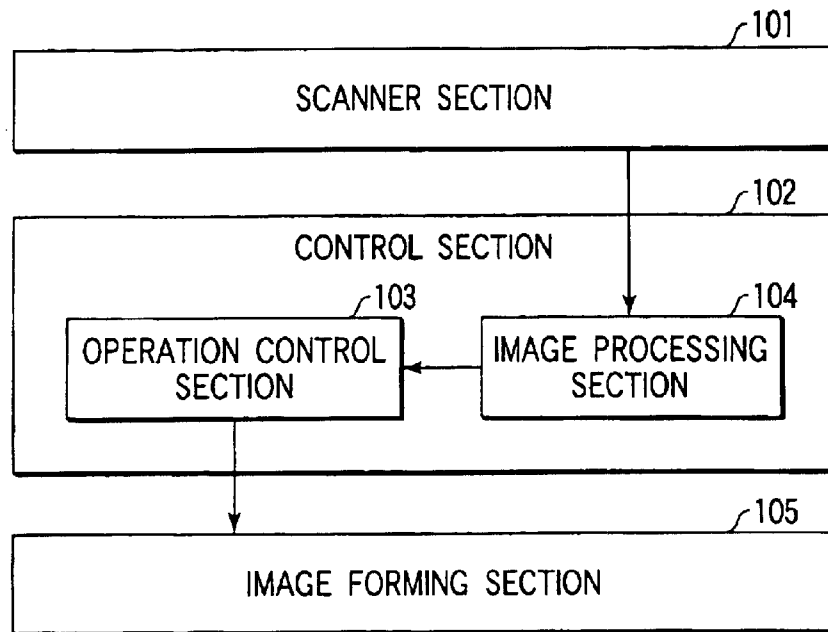 101
SCANNER SECTION
102
CONTROL SECTION
103
OPERATION CONTROL
SECTION
104
IMAGE PROCESSING
SECTION
105
IMAGE FORMING SECTION